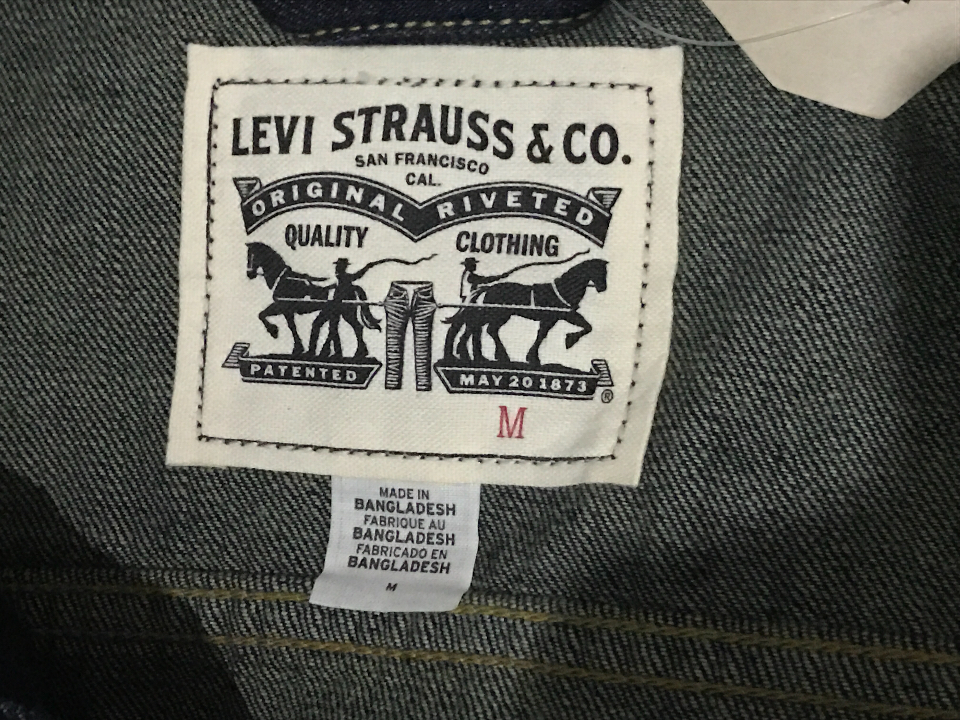 LEVI STRAUSS & CO.
SAN FRANCISCO
CAL.
ORIGINAL RIVETED
QUALITY CLOTHING
PATENTED MAY 20 1873
®
M
MADE IN
BANGLADESH
FABRIQUE AU
BANGLADESH
FABRICADO EN
BANGLADESH
M